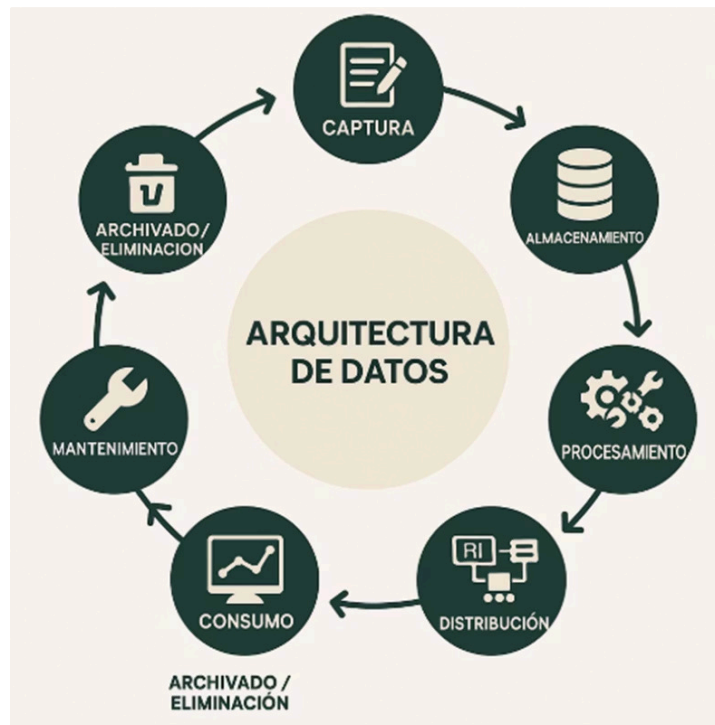 CAPTURA
ALMACENAMIENTO
PROCESAMIENTO
RI
DISTRIBUCIÓN
CONSUMO
ARCHIVADO /
ELIMINACIÓN
MANTENIMIENTO
ARCHIVADO/
ELIMINACION
ARQUITECTURA
DE DATOS